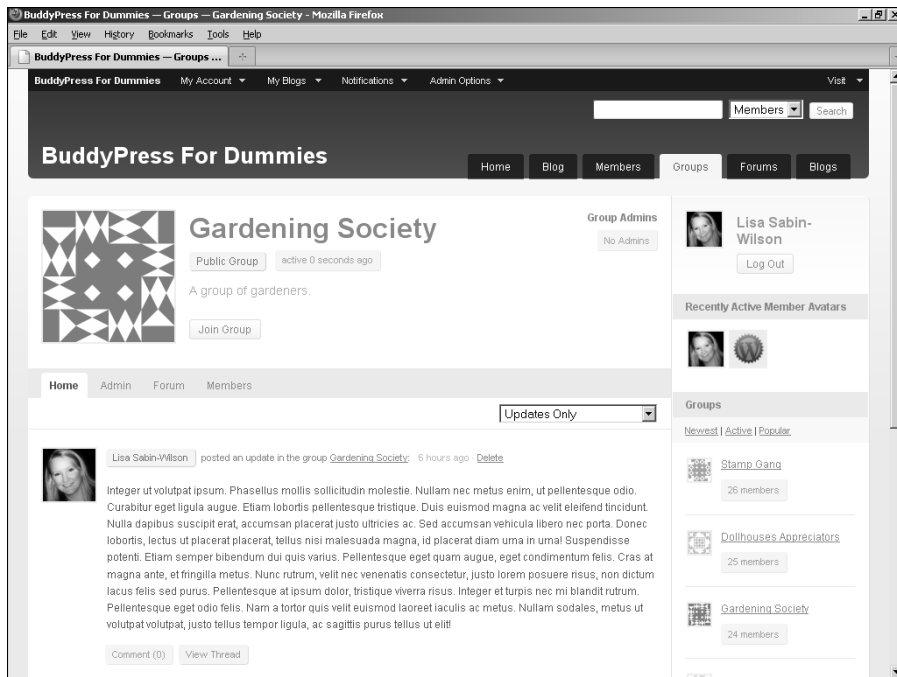 BuddyPress For Dummies — Groups — Gardening Society - Mozilla Firefox
File Edit View History Bookmarks Tools Help
BuddyPress For Dummies — Groups ...
BuddyPress For Dummies My Account My Blogs Notifications Admin Options Visit
Members Search
BuddyPress For Dummies
Home Blog Members Groups Forums Blogs
Gardening Society
Public Group active 0 seconds ago
A group of gardeners.
Join Group
Group Admins
No Admins
Home Admin Forum Members
Updates Only
Lisa Sabin-Wilson posted an update in the group Gardening Society: 6 hours ago · Delete
Integer ut volutpat ipsum. Phasellus mollis sollicitudin molestie. Nullam nec metus enim, ut pellentesque odio.
Curabitur eget ligula augue. Etiam lobortis pellentesque tristique. Duis euismod magna ac velit eleifend tincidunt.
Nulla dapibus suscipit erat, accumsan placerat justo ultricies ac. Sed accumsan vehicula libero nec porta. Donec
lobortis, lectus ut placerat placerat, tellus nisi malesuada magna, id placerat diam urna in urna! Suspendisse
potenti. Etiam semper bibendum dui quis varius. Pellentesque eget quam augue, eget condimentum felis. Cras at
magna ante, et fringilla metus. Nunc rutrum, velit nec venenatis consectetur, justo lorem posuere risus, non dictum
lacus felis sed purus. Pellentesque at ipsum dolor, tristique viverra risus. Integer et turpis nec mi blandit rutrum.
Pellentesque eget odio felis. Nam a tortor quis velit euismod laoreet iaculis ac metus. Nullam sodales, metus ut
volutpat volutpat, justo tellus tempor ligula, ac sagittis purus tellus ut elit!
Comment (0) View Thread
Lisa Sabin-
Wilson
Log Out
Recently Active Member Avatars
Groups
Newest | Active | Popular
Stamp Gang
26 members
Dollhouses Appreciators
25 members
Gardening Society
24 members